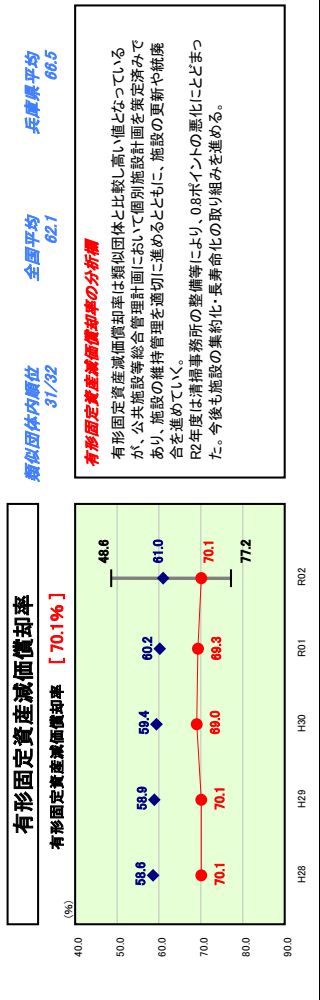 有形固定資産減価償却率
有形固定資産減価償却率 [ 70.1% ]
(%)
40.0
50.0
60.0
70.0
80.0
90.0
58.6
58.9
59.4
60.2
61.0
48.6
70.1
70.1
69.0
69.3
70.1
77.2
H28
H29
H30
R01
R02
類似団体内順位
31/32
全国平均
62.1
兵庫県平均
66.5
有形固定資産減価償却率の分析欄
有形固定資産減価償却率は類似団体と比較し高い値となっている
が、公共施設等総合管理計画において個別施設計画を策定済みで
あり、施設の維持管理を適切に進めるとともに、施設の更新や統廃
合を進めていく。
R2年度は清掃事務所の整備等により、0.8ポイントの悪化にとどまっ
た。今後も施設の集約化・長寿命化の取り組みを進める。